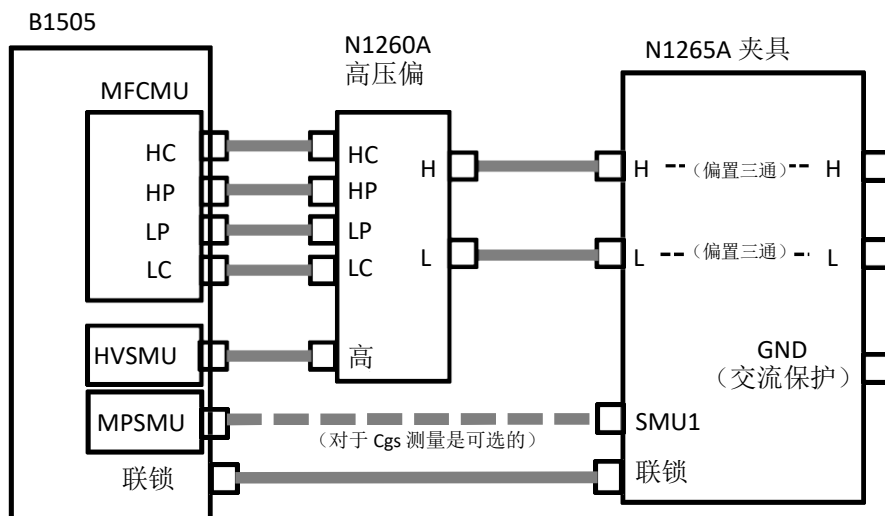 B1505
N1260A
高压偏
N1265A 夹具
MFCMU
HC
HP
LP
LC
HC
HP
LP
LC
H
L
H
（偏置三通）
H
L
（偏置三通）
L
HVSMU
高
GND
（交流保护）
MPSMU
（对于 Cgs 测量是可选的）
SMU1
联锁
联锁